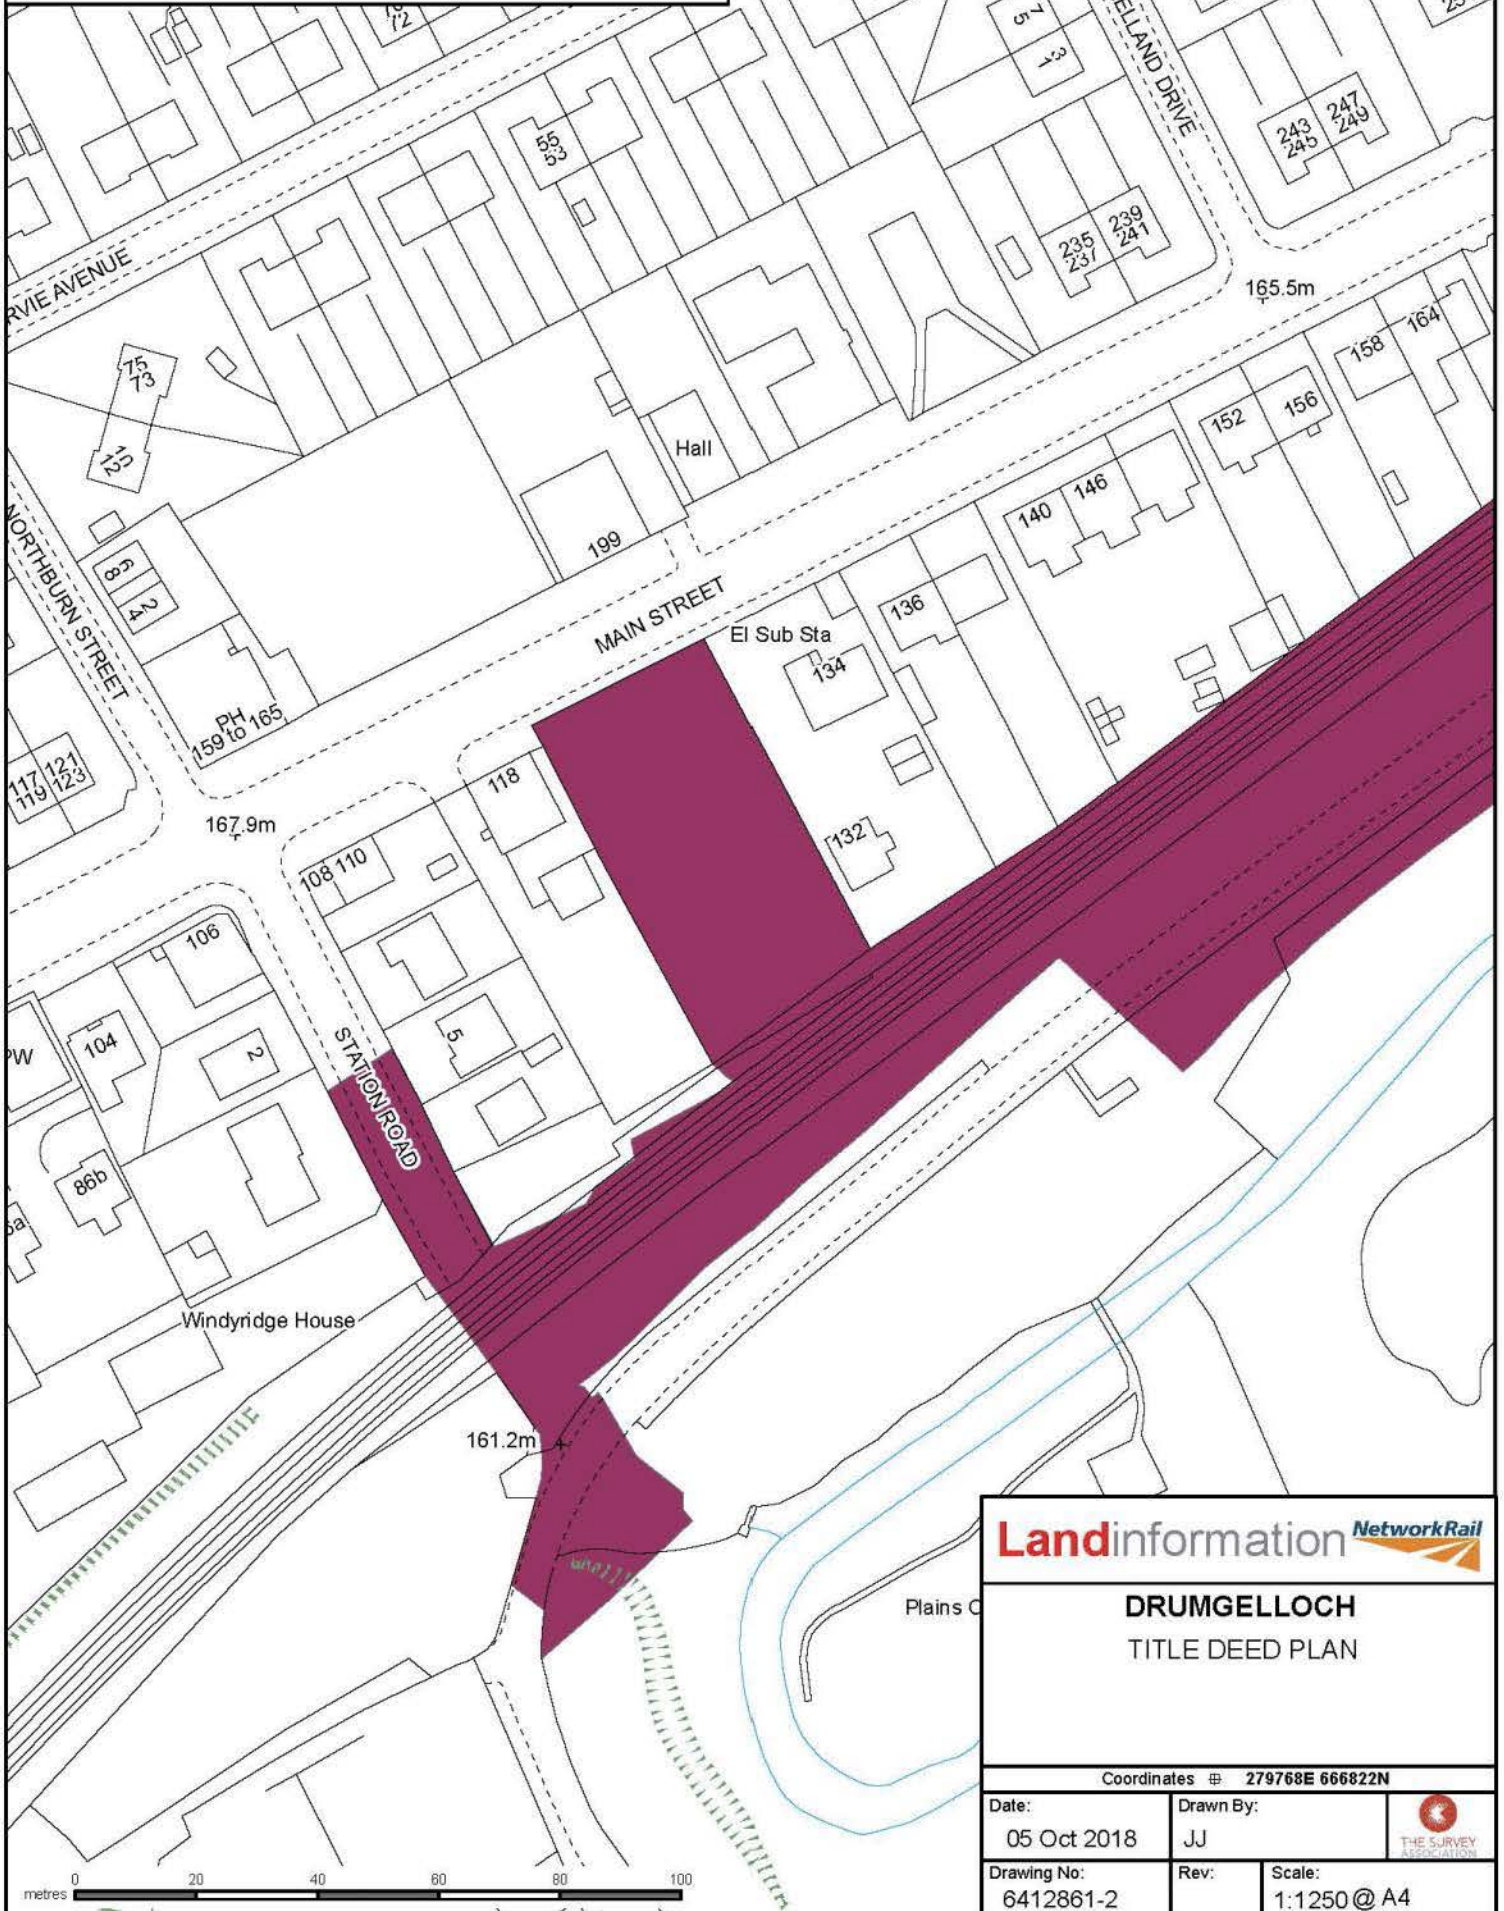 72
7
5
3
1
ELLAND DRIVE
243
245
247
249
55
53
235
237
239
241
RVIE AVENUE
165.5m
75
73
10
12
158
164
152
156
Hall
140
146
199
NORTHBURN STREET
6
8
2
4
136
MAIN STREET
El Sub Sta
134
PH
159 to 165
117
119
121
123
118
132
167.9m
108
110
106
PW
104
2
5
STATION ROAD
86b
Windyridge House
161.2m
Plains
Landinformation
NetworkRail
DRUMGELLOCH
TITLE DEED PLAN
Coordinates 279768E 666822N
Date:
05 Oct 2018
Drawn By:
JJ
THE SURVEY
ASSOCIATION
Drawing No:
6412861-2
Rev:
Scale:
1:1250 @ A4
metres
0
20
40
60
80
100